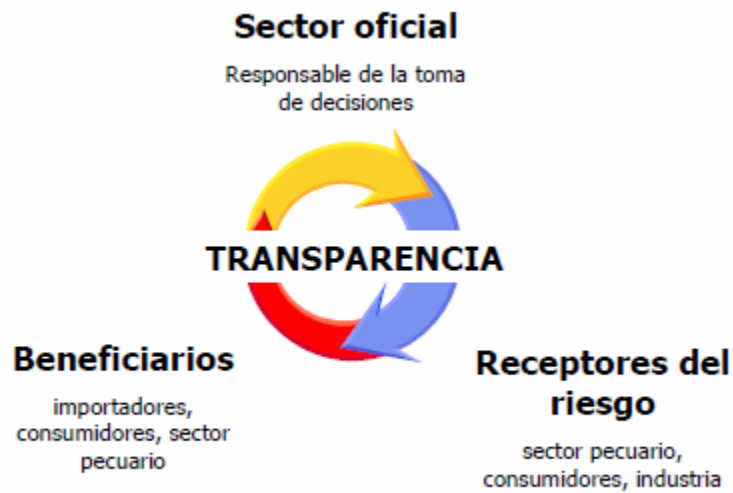 Sector oficial
Responsable de la toma
de decisiones
TRANSPARENCIA
Beneficiarios
importadores,
consumidores, sector
pecuario
Receptores del
riesgo
sector pecuario,
consumidores, industria